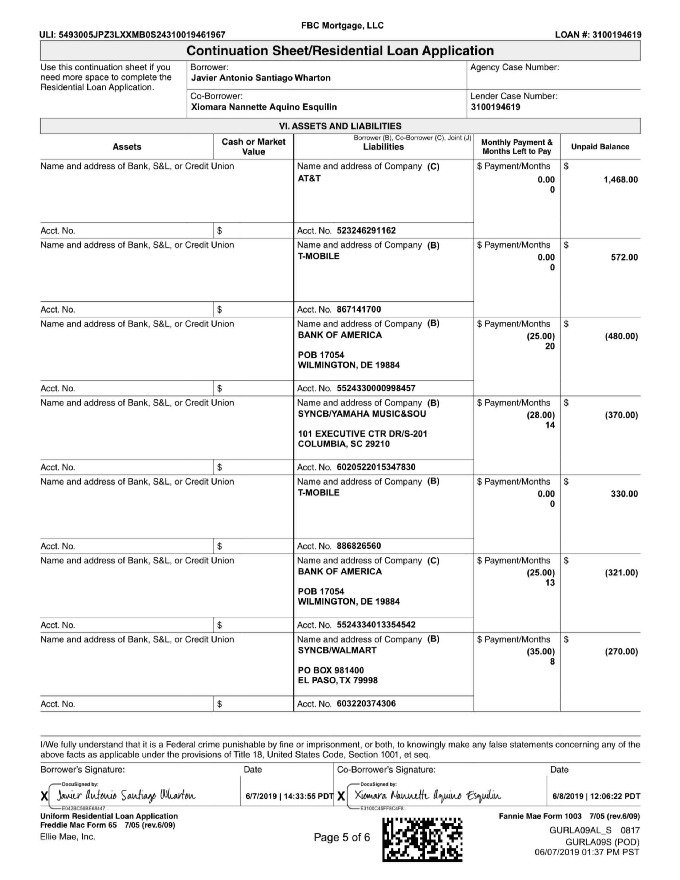 FBC Mortgage, LLC
ULI: 5493005JPZ3LXXMB0S24310019461967
LOAN #: 3100194619
Continuation Sheet/Residential Loan Application
Use this continuation sheet if you
need more space to complete the
Residential Loan Application.
Borrower:
Javier Antonio Santiago Wharton
Agency Case Number:
Co-Borrower:
Xiomara Nannette Aquino Esquilin
Lender Case Number:
3100194619
VI. ASSETS AND LIABILITIES
Assets
Cash or Market
Value
Borrower (B), Co-Borrower (C), Joint (J)
Liabilities
Monthly Payment &
Months Left to Pay
Unpaid Balance
Name and address of Bank, S&L, or Credit Union
Name and address of Company (C)
AT&T
$ Payment/Months
0.00
0
$
1,468.00
Acct. No.
$
Acct. No. 523246291162
Name and address of Bank, S&L, or Credit Union
Name and address of Company (B)
T-MOBILE
$ Payment/Months
0.00
0
$
572.00
Acct. No.
$
Acct. No. 867141700
Name and address of Bank, S&L, or Credit Union
Name and address of Company (B)
BANK OF AMERICA
POB 17054
WILMINGTON, DE 19884
$ Payment/Months
(25.00)
20
$
(480.00)
Acct. No.
$
Acct. No. 5524330000998457
Name and address of Bank, S&L, or Credit Union
Name and address of Company (B)
SYNCB/YAMAHA MUSIC&SOU
101 EXECUTIVE CTR DR/S-201
COLUMBIA, SC 29210
$ Payment/Months
(28.00)
14
$
(370.00)
Acct. No.
$
Acct. No. 6020522015347830
Name and address of Bank, S&L, or Credit Union
Name and address of Company (B)
T-MOBILE
$ Payment/Months
0.00
0
$
330.00
Acct. No.
$
Acct. No. 886826560
Name and address of Bank, S&L, or Credit Union
Name and address of Company (C)
BANK OF AMERICA
POB 17054
WILMINGTON, DE 19884
$ Payment/Months
(25.00)
13
$
(321.00)
Acct. No.
$
Acct. No. 5524334013354542
Name and address of Bank, S&L, or Credit Union
Name and address of Company (B)
SYNCB/WALMART
PO BOX 981400
EL PASO, TX 79998
$ Payment/Months
(35.00)
8
$
(270.00)
Acct. No.
$
Acct. No. 603220374306
I/We fully understand that it is a Federal crime punishable by fine or imprisonment, or both, to knowingly make any false statements concerning any of the
above facts as applicable under the provisions of Title 18, United States Code, Section 1001, et seq.
Borrower's Signature:
Date
Co-Borrower's Signature:
Date
DocuSigned by:
X Javier Antonio Santiago Wharton
6/7/2019 | 14:33:55 PDT
DocuSigned by:
X Xiomara Nannette Aquino Esquilin
6/8/2019 | 12:06:22 PDT
Uniform Residential Loan Application
Freddie Mac Form 65 7/05 (rev.6/09)
Ellie Mae, Inc.
Page 5 of 6
Fannie Mae Form 1003 7/05 (rev.6/09)
GURLA09AL_S 0817
GURLA09S (POD)
06/07/2019 01:37 PM PST